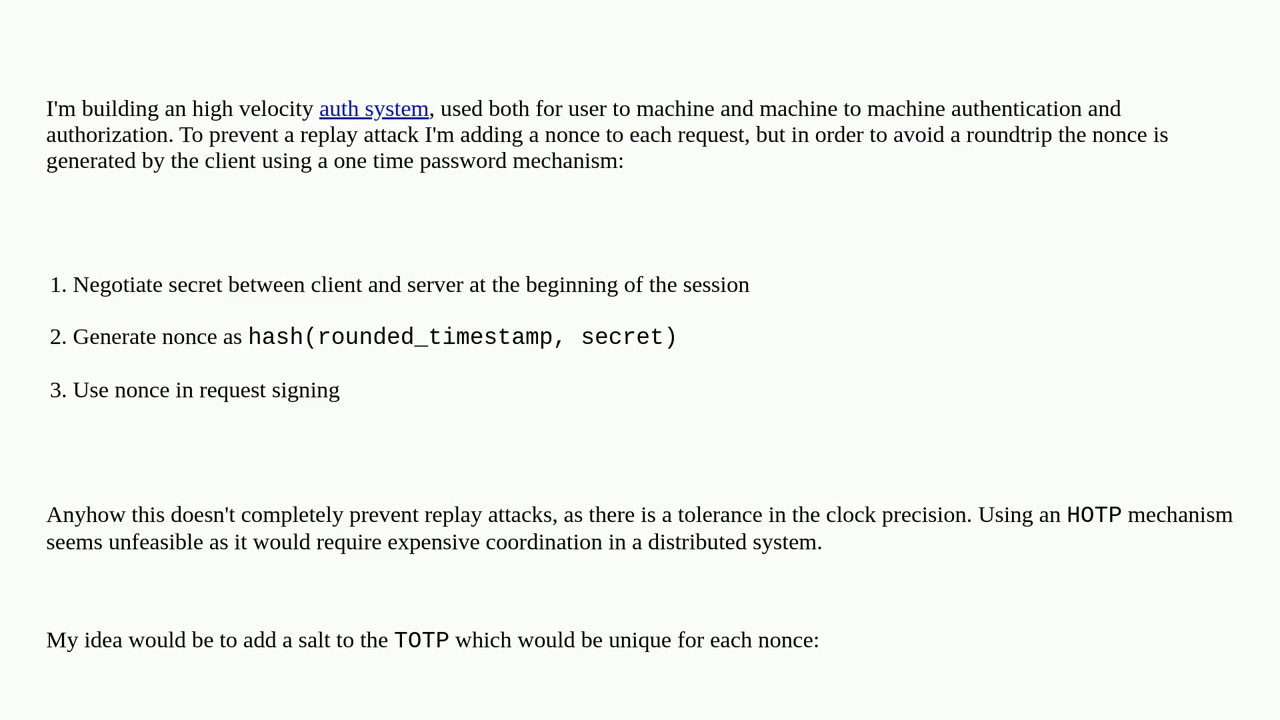 I'm building an high velocity auth system, used both for user to machine and machine to machine authentication and
authorization. To prevent a replay attack I'm adding a nonce to each request, but in order to avoid a roundtrip the nonce is
generated by the client using a one time password mechanism:
1. Negotiate secret between client and server at the beginning of the session
2. Generate nonce as hash(rounded_timestamp, secret)
3. Use nonce in request signing
Anyhow this doesn't completely prevent replay attacks, as there is a tolerance in the clock precision. Using an HOTP mechanism
seems unfeasible as it would require expensive coordination in a distributed system.
My idea would be to add a salt to the TOTP which would be unique for each nonce: